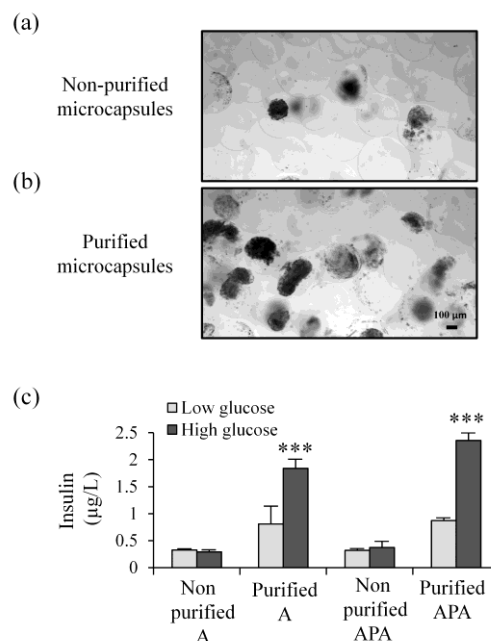 (a)
Non-purified
microcapsules
(b)
Purified
microcapsules
100 μm
(c)
Low glucose
High glucose
Insulin
(μg/L)
2.5
2
1.5
1
0.5
0
***
***
Non
purified
A
Purified
A
Non
purified
APA
Purified
APA